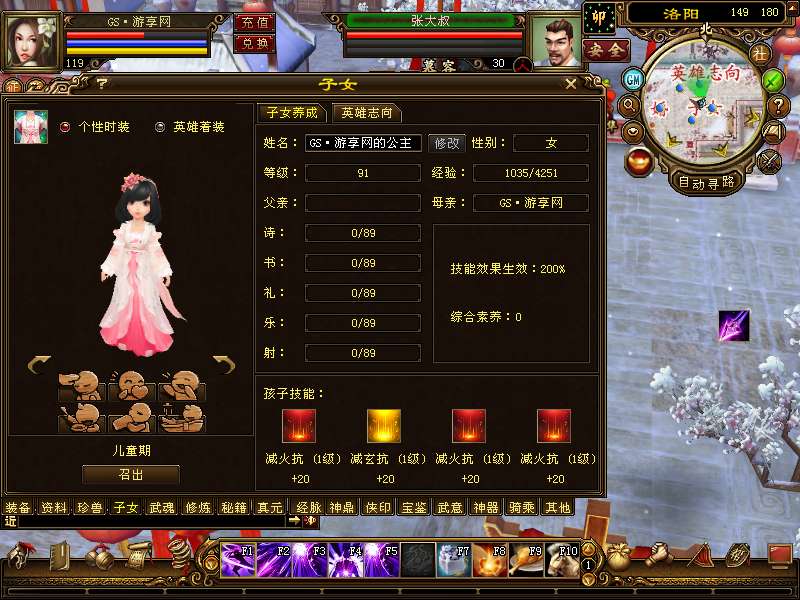 GS·游享网
119
充值
兑换
张大叔
慕容
30
卯
安全
洛阳 149 180
北
社
GM
英雄志向
自动寻路
?
子女
个性时装
英雄着装
子女养成
英雄志向
姓名：GS·游享网的公主 修改 性别：女
等级：91 经验：1035/4251
父亲： 母亲：GS·游享网
诗：0/89
书：0/89
礼：0/89
乐：0/89
射：0/89
技能效果生效：200%
综合素养：0
孩子技能：
减火抗（1级） 减玄抗（1级） 减火抗（1级） 减火抗（1级）
+20 +20 +20 +20
儿童期
召出
装备 资料 珍兽 子女 武魂 修炼 秘籍 真元 经脉 神鼎 侠印 宝鉴 武意 神器 骑乘 其他
近
F1 F2 F3 F4 F5 F7 F8 F9 F10
1